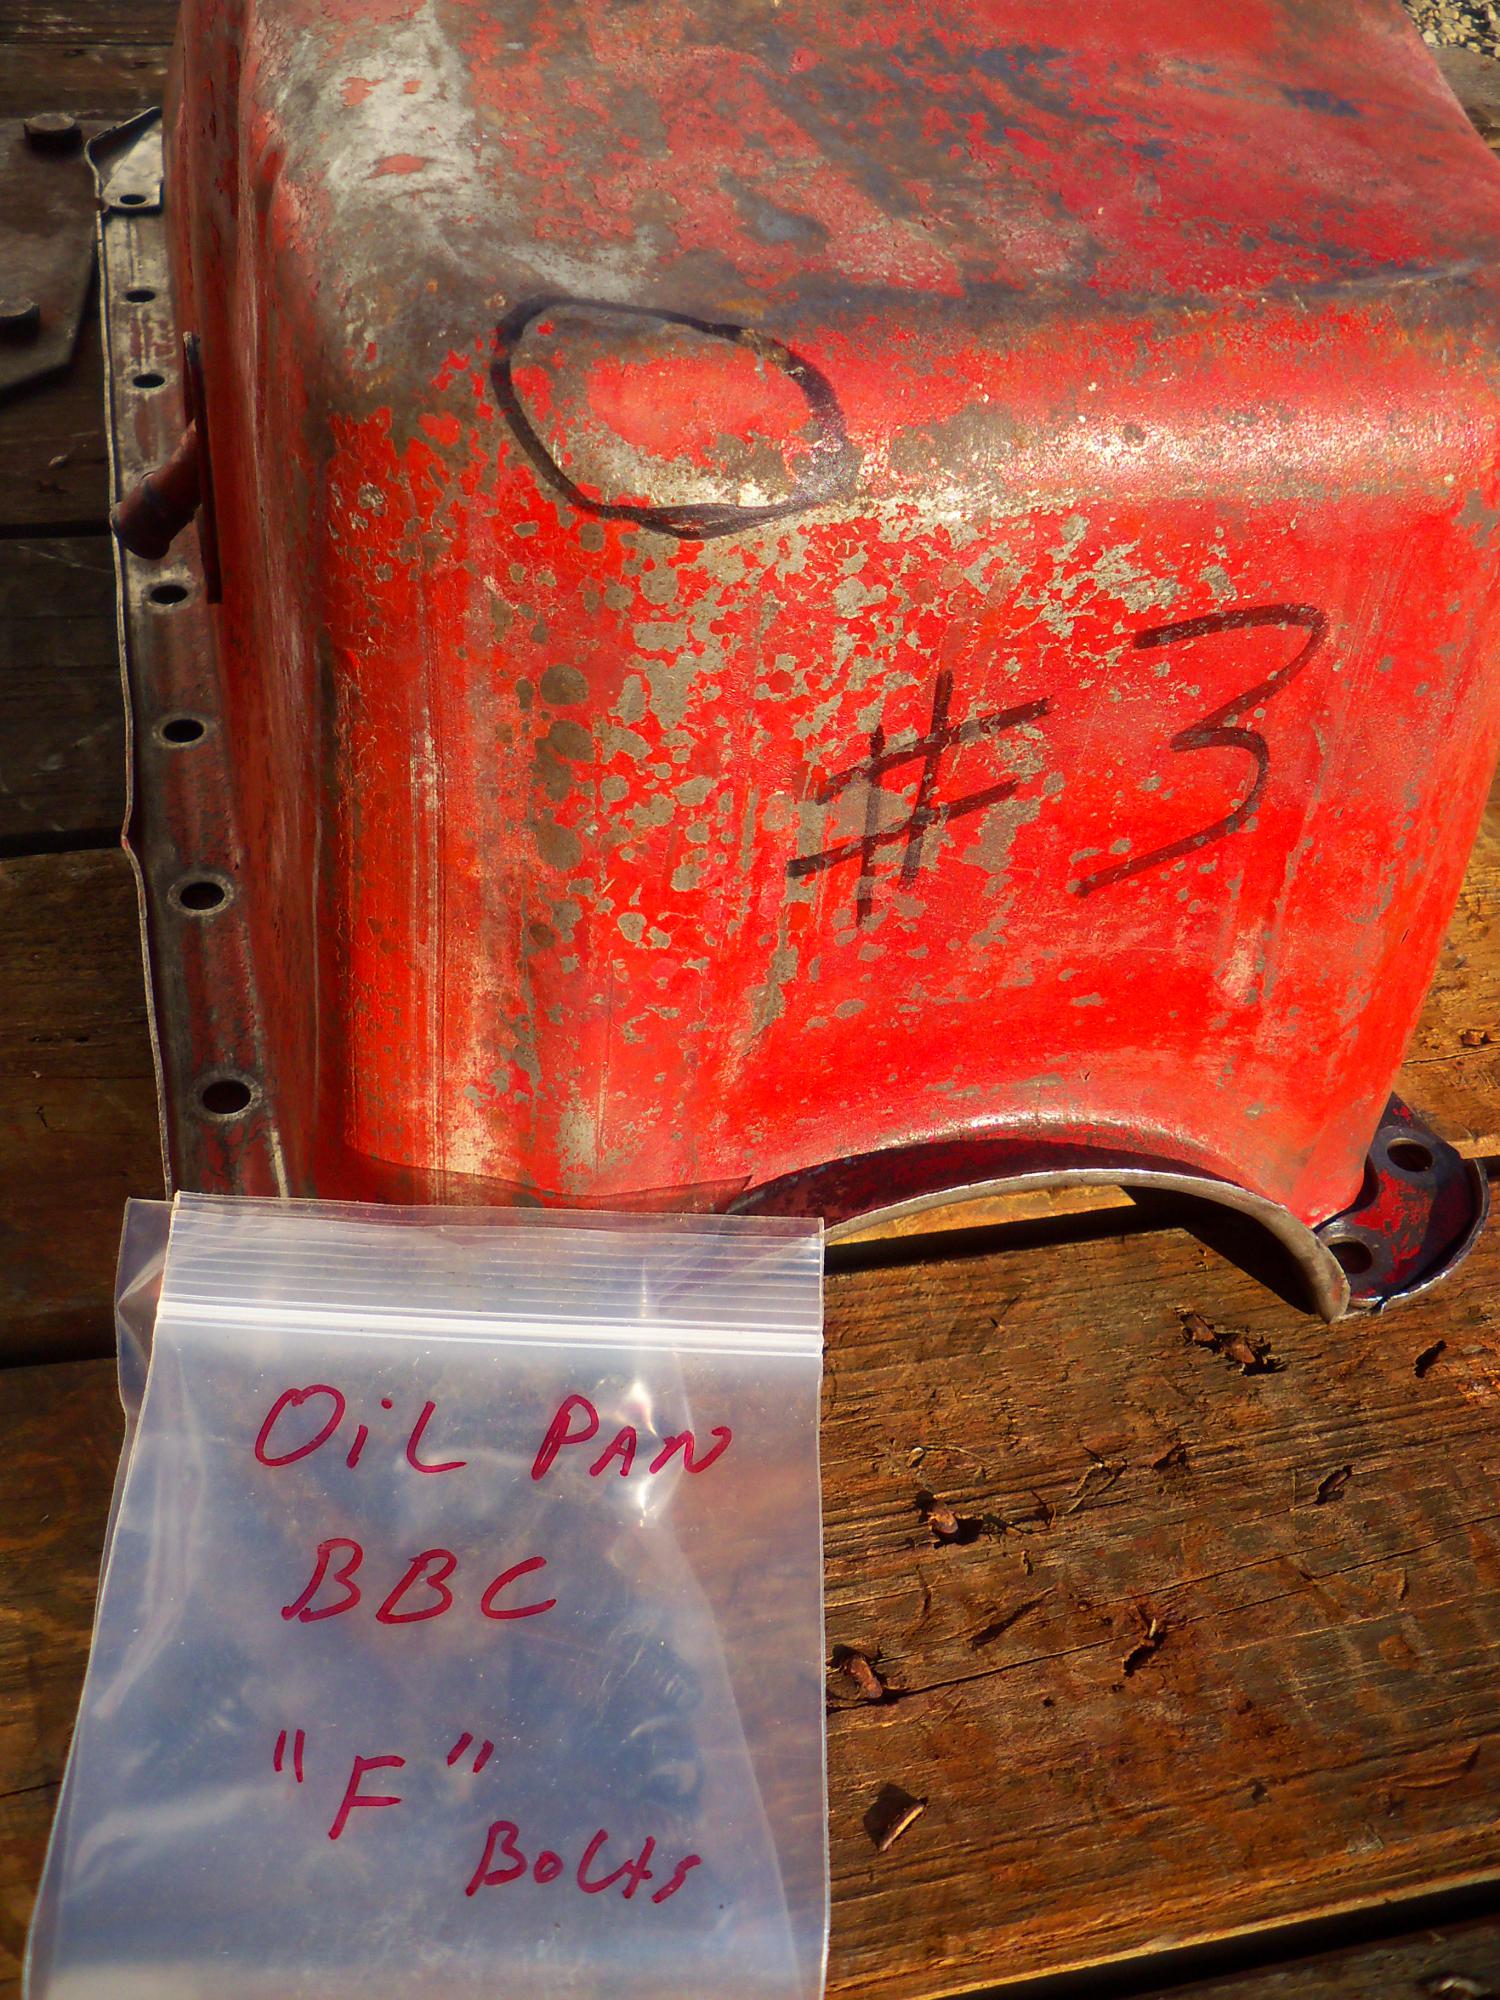 #3
OiL PAN
BBC
"F"
Bolts